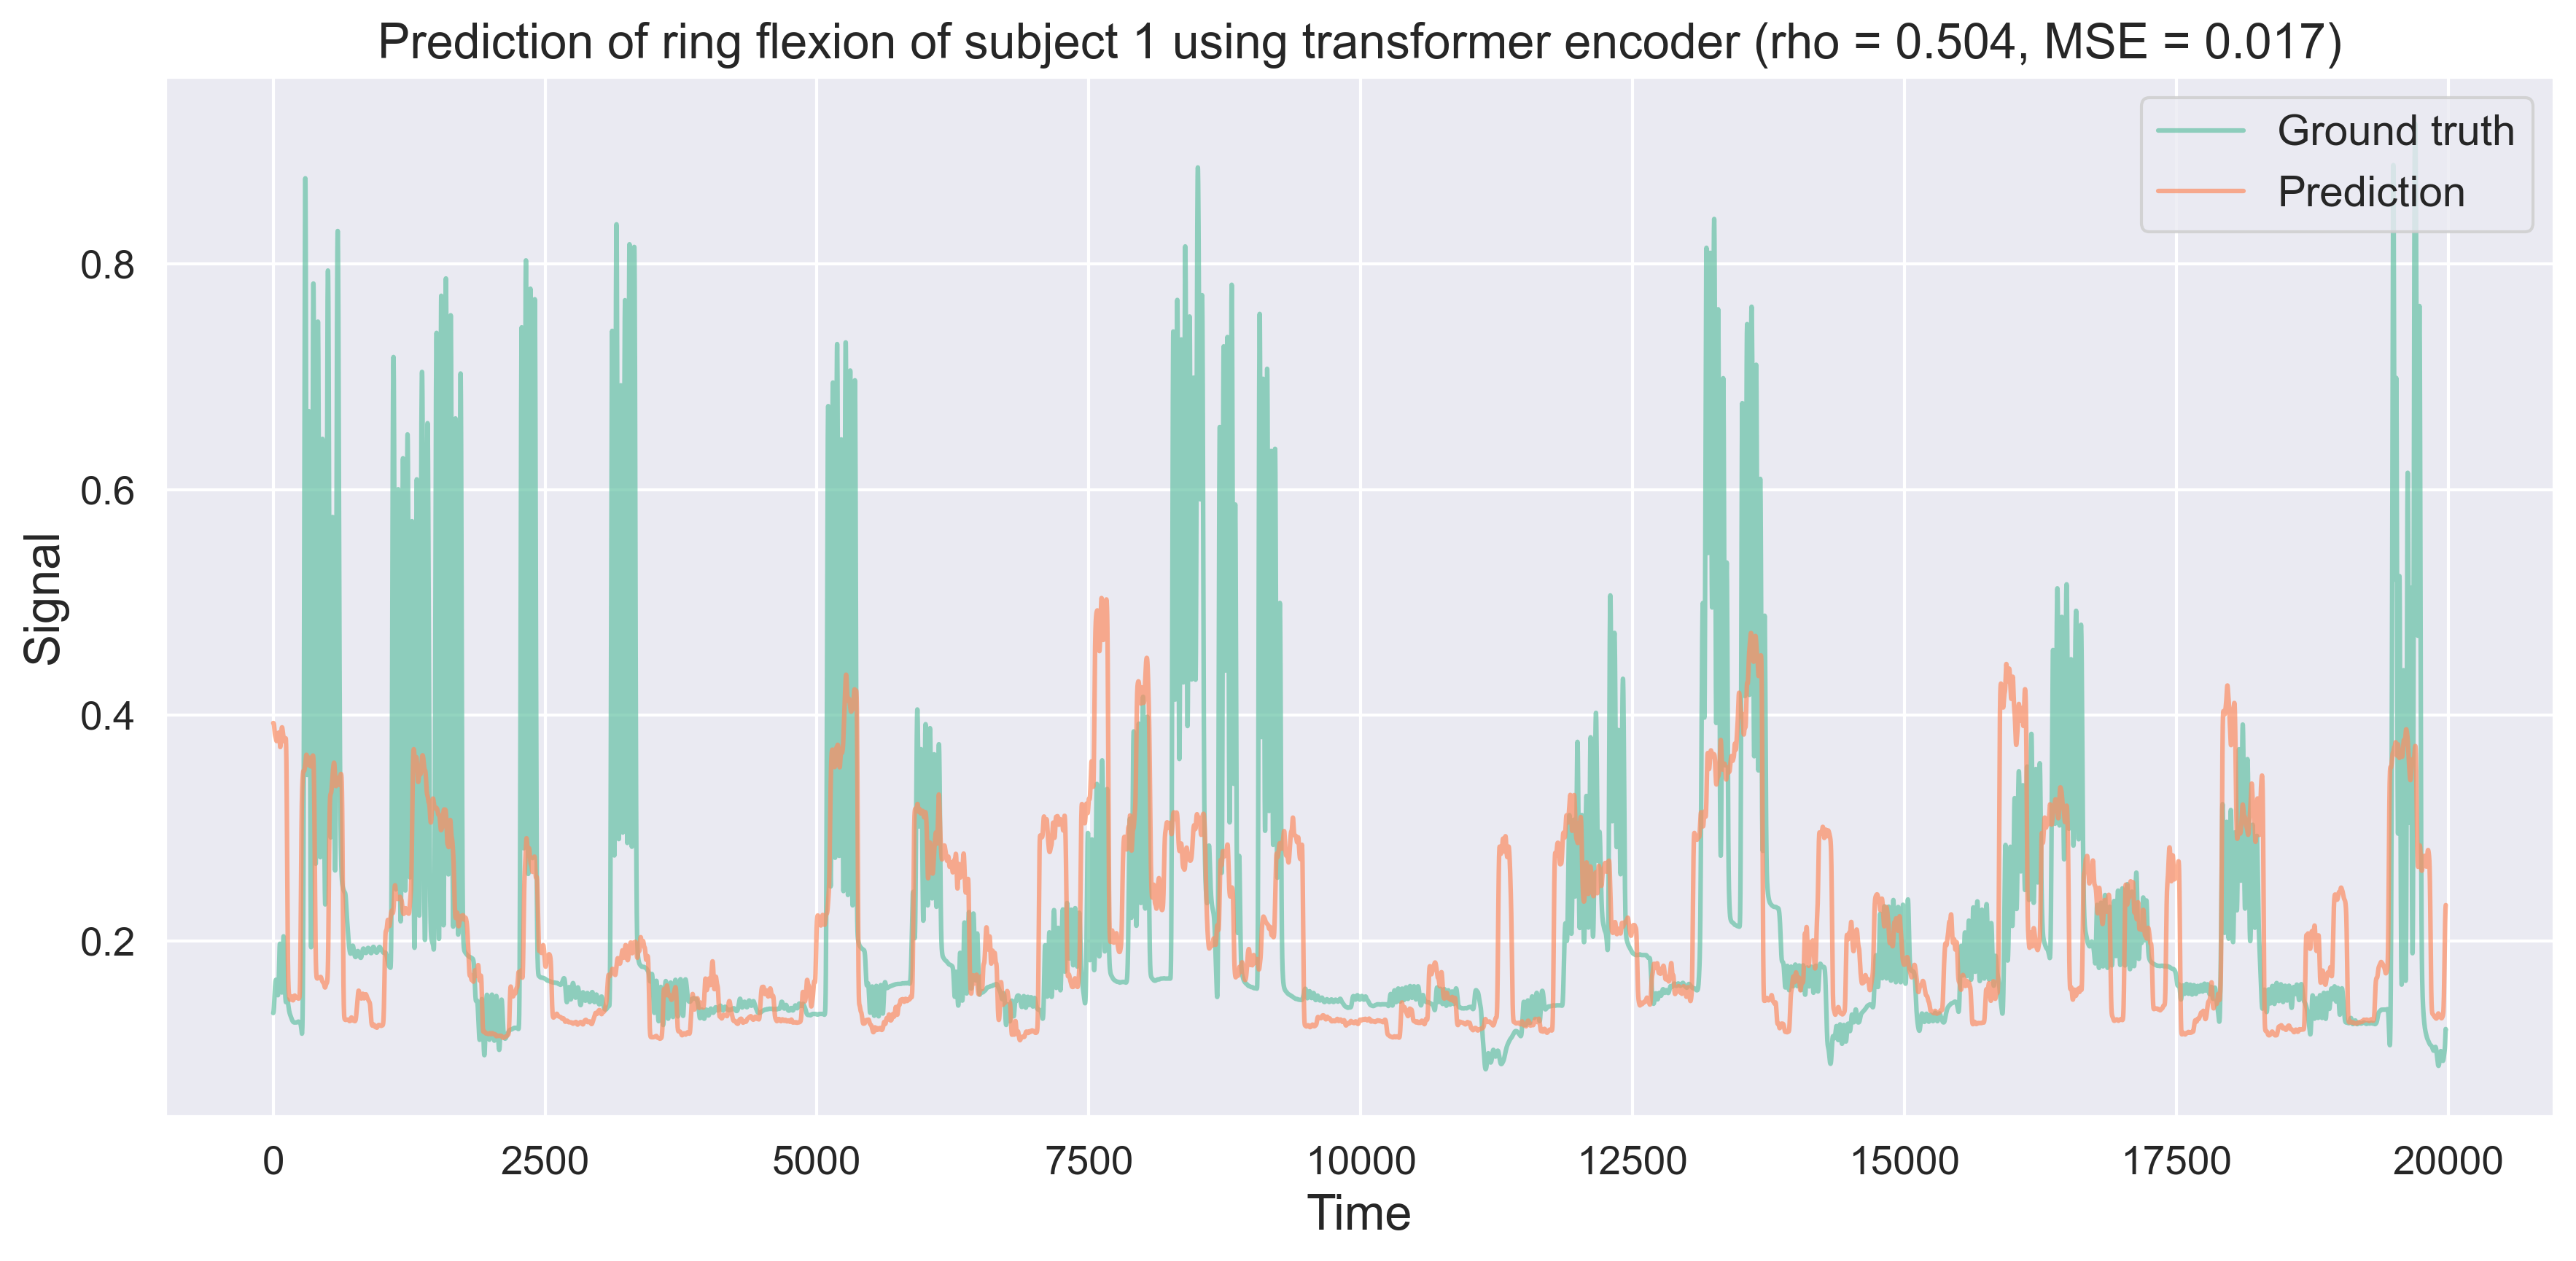 Prediction of ring flexion of subject 1 using transformer encoder (rho = 0.504, MSE = 0.017)
Ground truth
Prediction
0.8
0.6
0.4
0.2
Signal
0 2500 5000 7500 10000 12500 15000 17500 20000
Time